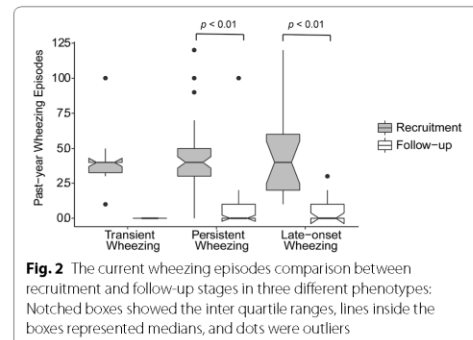 p < 0.01 p < 0.01
125
100
75
50
25
00
Past-year Wheezing Episodes
Recruitment
Follow-up
Transient Persistent Late-onset
Wheezing Wheezing Wheezing
Fig. 2 The current wheezing episodes comparison between
recruitment and follow-up stages in three different phenotypes:
Notched boxes showed the inter quartile ranges, lines inside the
boxes represented medians, and dots were outliers